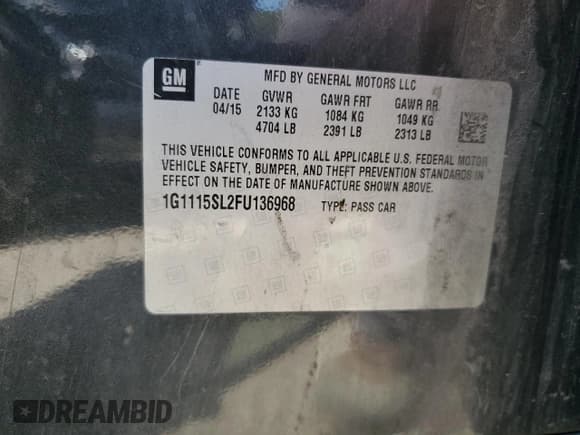 GM
MFD BY GENERAL MOTORS LLC
DATE GVWR GAWR FRT GAWR RR
04/15 2133 KG 1084 KG 1049 KG
4704 LB 2391 LB 2313 LB
THIS VEHICLE CONFORMS TO ALL APPLICABLE U.S. FEDERAL MOTOR
VEHICLE SAFETY, BUMPER, AND THEFT PREVENTION STANDARDS IN
EFFECT ON THE DATE OF MANUFACTURE SHOWN ABOVE.
1G1115SL2FU136968 TYPE: PASS CAR
DREAMBID